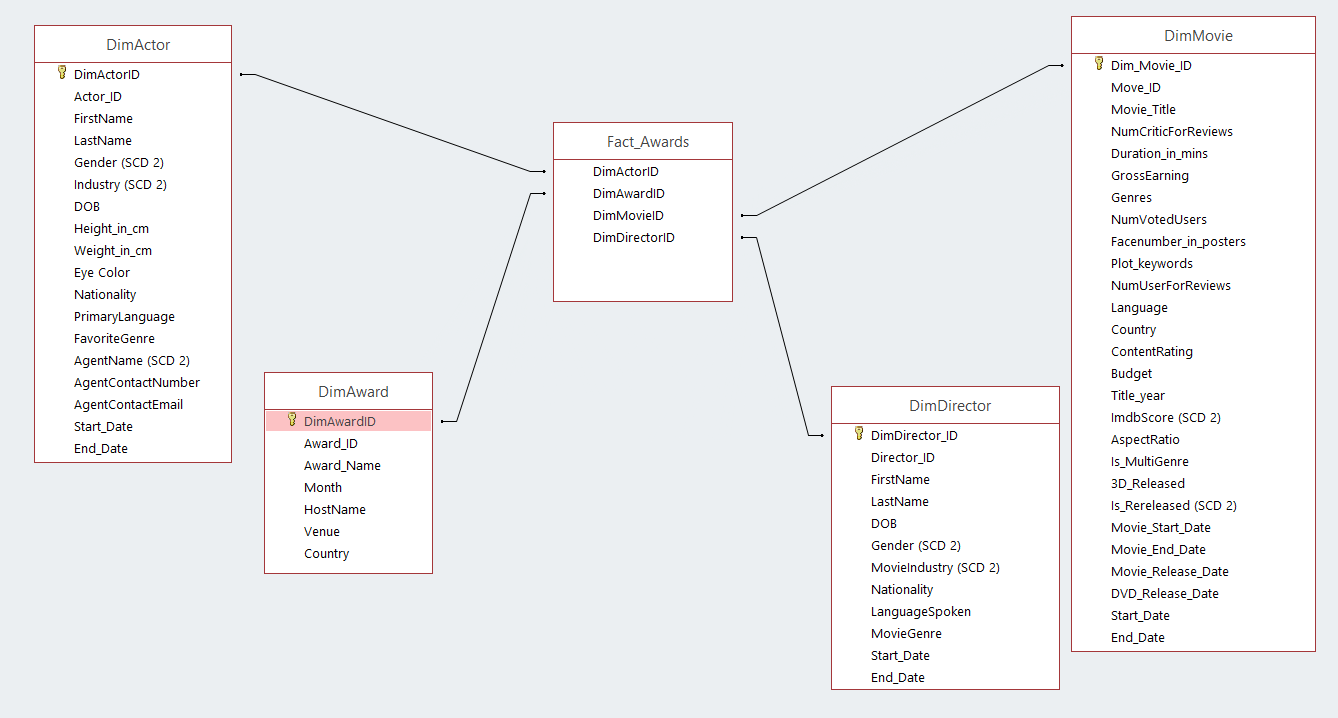 DimActor
DimActorID
Actor_ID
FirstName
LastName
Gender (SCD 2)
Industry (SCD 2)
DOB
Height_in_cm
Weight_in_cm
Eye Color
Nationality
PrimaryLanguage
FavoriteGenre
AgentName (SCD 2)
AgentContactNumber
AgentContactEmail
Start_Date
End_Date
DimAward
DimAwardID
Award_ID
Award_Name
Month
HostName
Venue
Country
Fact_Awards
DimActorID
DimAwardID
DimMovieID
DimDirectorID
DimDirector
DimDirector_ID
Director_ID
FirstName
LastName
DOB
Gender (SCD 2)
MovieIndustry (SCD 2)
Nationality
LanguageSpoken
MovieGenre
Start_Date
End_Date
DimMovie
Dim_Movie_ID
Move_ID
Movie_Title
NumCriticForReviews
Duration_in_mins
GrossEarning
Genres
NumVotedUsers
Facenumber_in_posters
Plot_keywords
NumUserForReviews
Language
Country
ContentRating
Budget
Title_year
ImdbScore (SCD 2)
AspectRatio
Is_MultiGenre
3D_Released
Is_Rereleased (SCD 2)
Movie_Start_Date
Movie_End_Date
Movie_Release_Date
DVD_Release_Date
Start_Date
End_Date